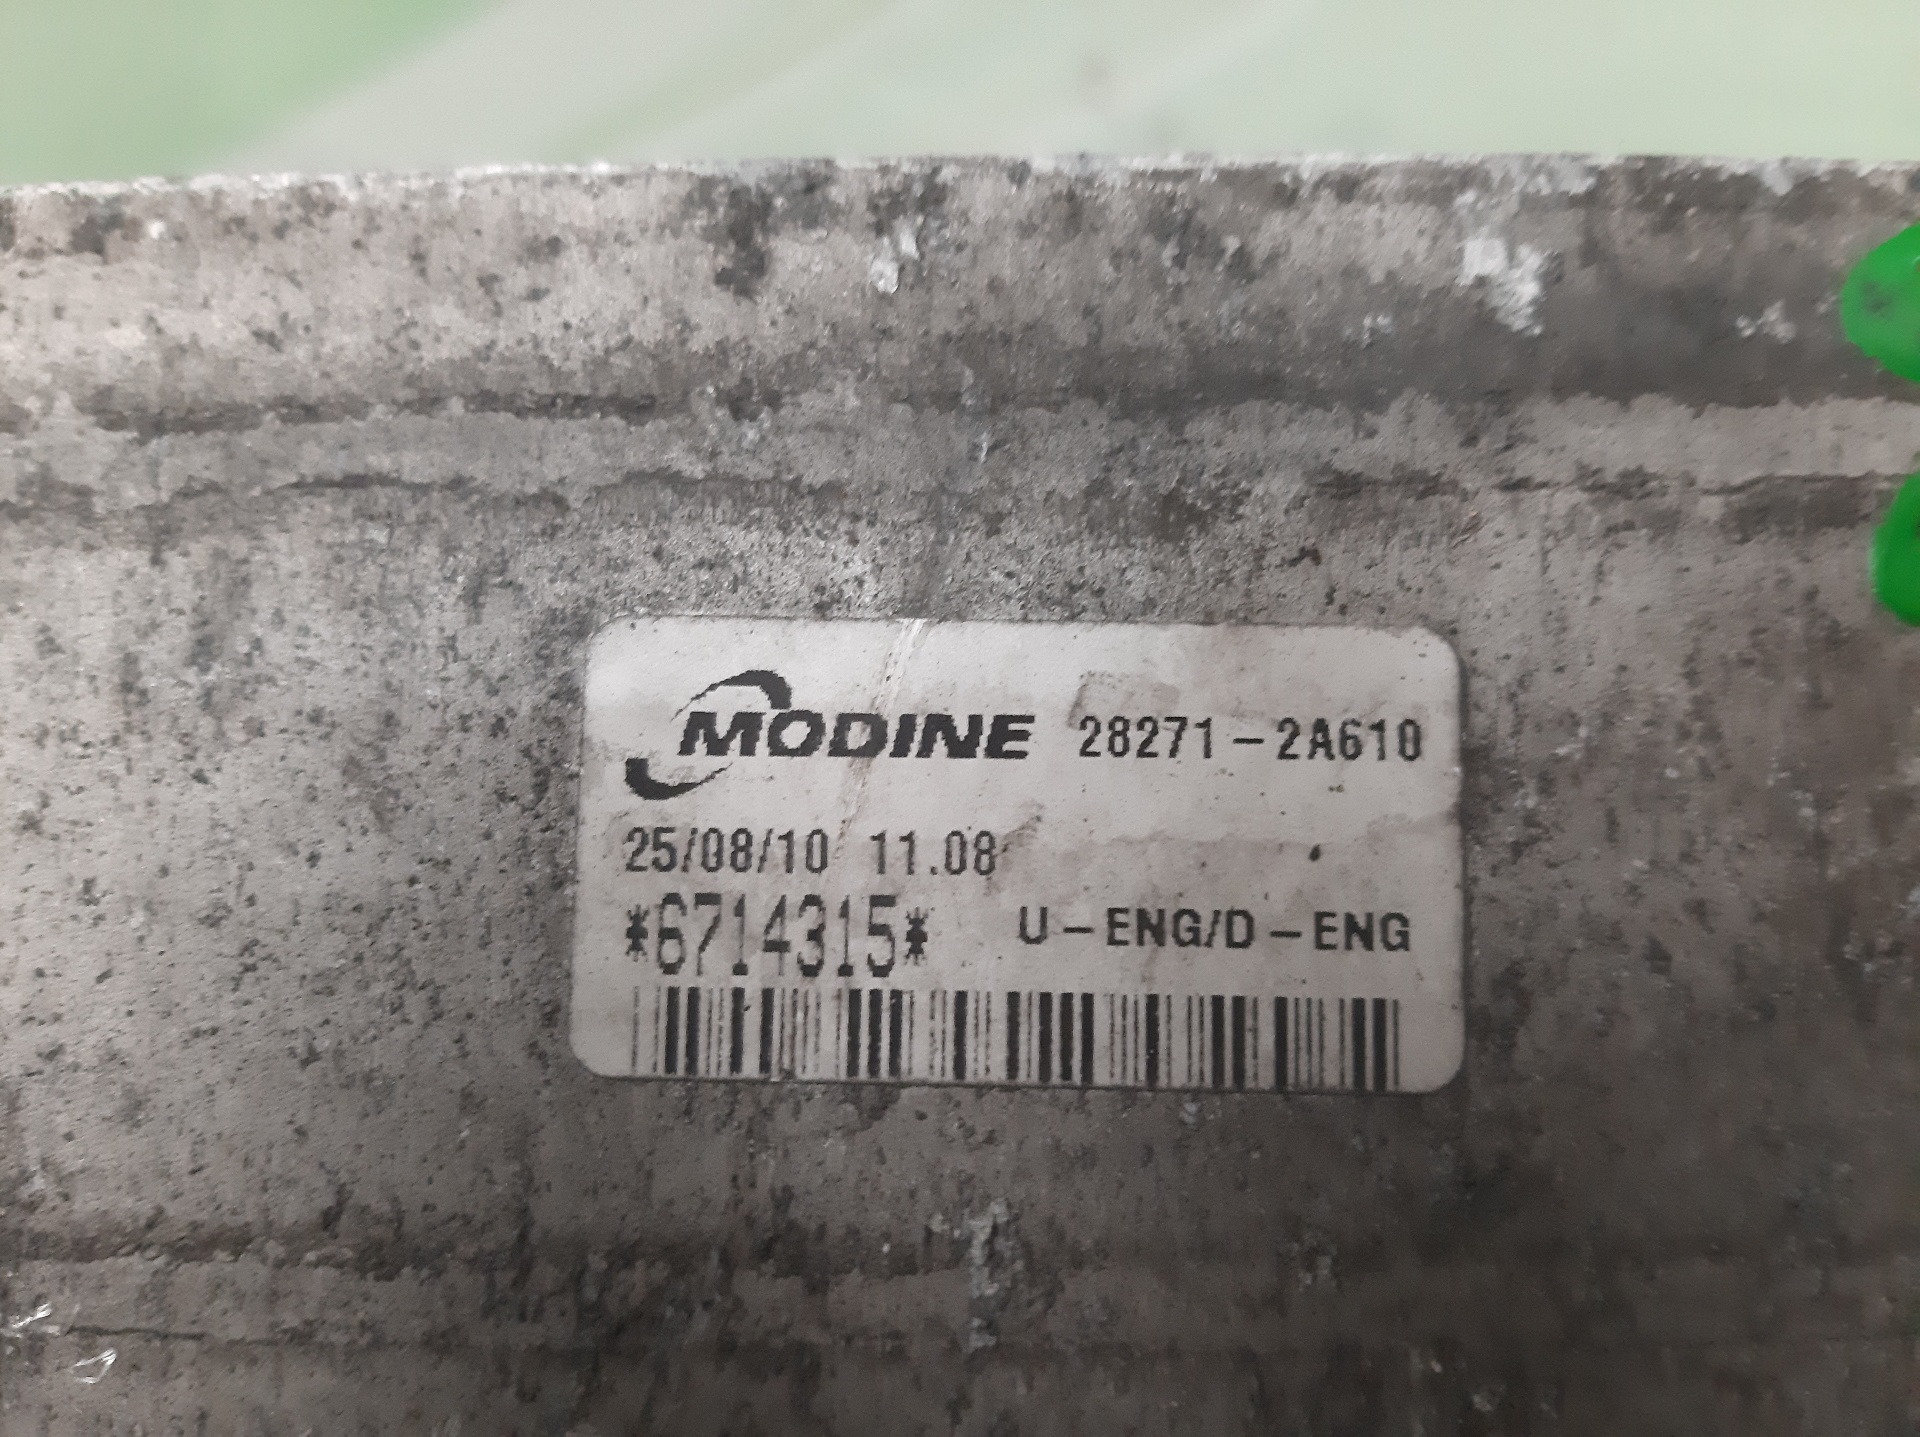 MODINE 28271-2A610
25/08/10 11.08
*6714315* U-ENG/D-ENG